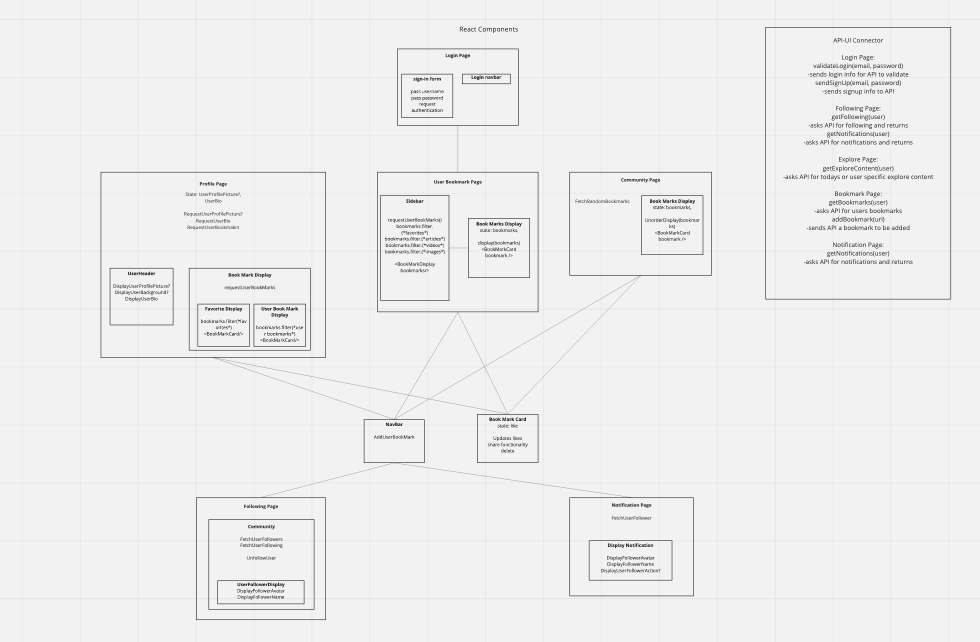 React Components
Login Page
sign-in form
pass username
pass password
request
authentication
Login navbar
API-UI Connector
Login Page:
validateLogin(email, password)
-sends login info for API to validate
sendSignUp(email, password)
-sends signup info to API
Following Page:
getFollowing(user)
-asks API for following and returns
getNotifications(user)
-asks API for notifications and returns
Explore Page:
getExploreContent(user)
-asks API for todays or user specific explore content
Bookmark Page:
getBookmarks(user)
-asks API for users bookmarks
addBookmark(url)
-sends API a bookmark to be added
Notification Page:
getNotifications(user)
-asks API for notifications and returns
Profile Page
State: UserProfilePicture?,
UserBio
RequestUserProfilePicture?
RequestUserBio
RequestUserBookmakrs
UserHeader
DisplayUserProfilePicture?
DisplayUserBackground?
DisplayUserBio
Book Mark Display
requestUserBookMarks
Favorite Display
bookmarks.filter(*fav
orites*)
<BookMarkCard/>
User Book Mark
Display
bookmarks.filter(*use
r bookmarks*)
<BookMarkCard/>
User Bookmark Page
Sidebar
requestUserBookMarks()
bookmarks.filter.
(*favorites*)
bookmarks.filter.(*articles*)
bookmarks.filter.(*videos*)
bookmarks.filter.(*images*)
<BookMarkDisplay
bookmarks/>
Book Marks Display
state: bookmarks,
display(bookmarks)
<BookMarkCard
bookmark />
Community Page
FetchRandomBookmarks
Book Marks Display
state: bookmarks,
UnorderDisplay(bookmar
ks)
<BookMarkCard
bookmark />
NavBar
AddUserBookMark
Book Mark Card
state: like
Updates likes
share functionality
delete
Following Page
Community
FetchUserFollowers
FetchUserFollowing
UnfollowUser
UserFollowerDisplay
DisplayFollowerAvatar
DisplayFollowerName
Notification Page
FetchUserFollower
Display Notification
DisplayFollowerAvatar
DisplayFollowerName
DisplayUserFollowerAction?